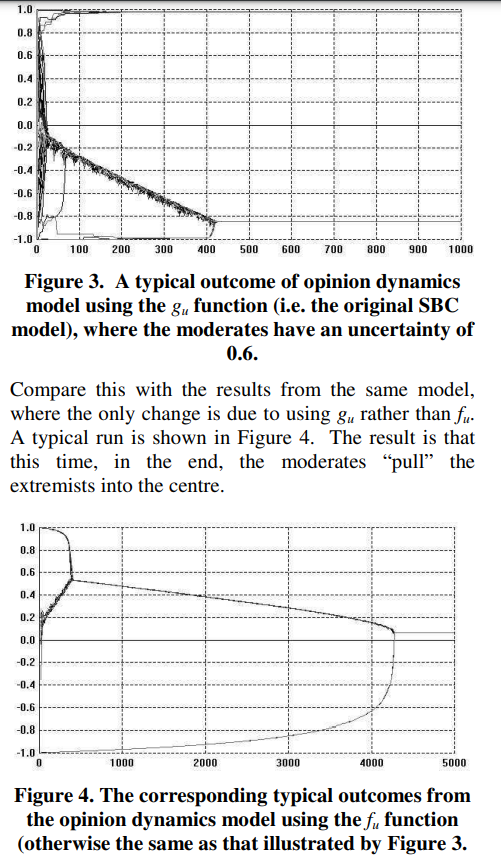 1.0
0.8
0.6
0.4
0.2
0.0
-0.2
-0.4
-0.6
-0.8
-1.0
0 100 200 300 400 500 600 700 800 900 1000
Figure 3. A typical outcome of opinion dynamics
model using the gu function (i.e. the original SBC
model), where the moderates have an uncertainty of
0.6.
Compare this with the results from the same model,
where the only change is due to using gu rather than fu.
A typical run is shown in Figure 4. The result is that
this time, in the end, the moderates “pull” the
extremists into the centre.
1.0
0.8
0.6
0.4
0.2
0.0
-0.2
-0.4
-0.6
-0.8
-1.0
0 1000 2000 3000 4000 5000
Figure 4. The corresponding typical outcomes from
the opinion dynamics model using the fu function
(otherwise the same as that illustrated by Figure 3.